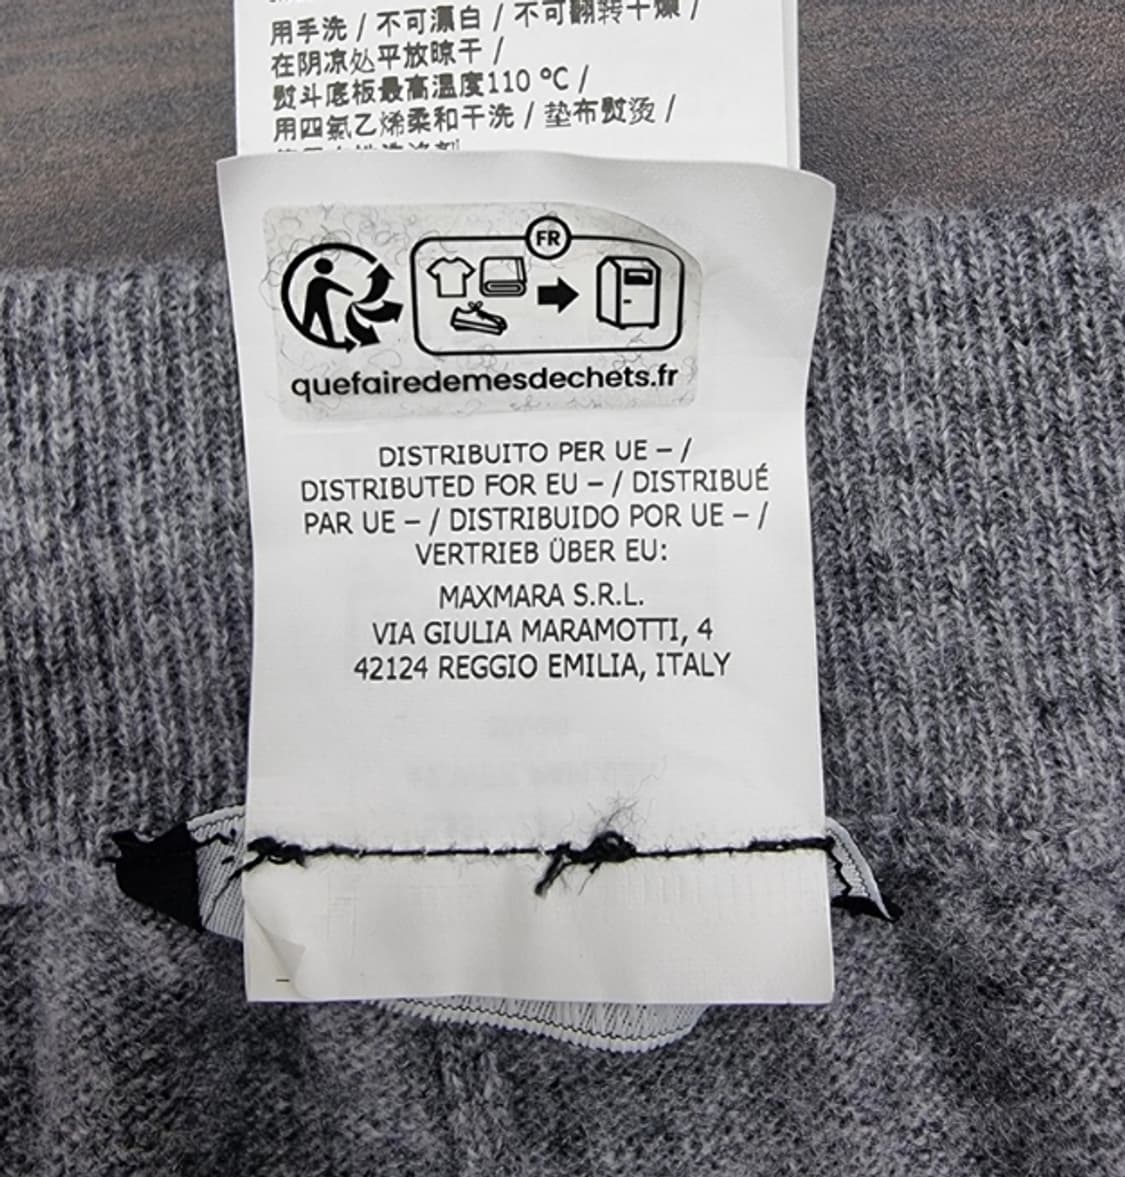 用手洗 / 不可漂白 / 不可翻转干燥 /
在阴凉处平放晾干 /
熨斗底板最高温度110 °C /
用四氯乙烯柔和干洗 / 垫布熨烫 /
FR
quefairedemesdechets.fr
DISTRIBUITO PER UE – /
DISTRIBUTED FOR EU – / DISTRIBUÉ
PAR UE – / DISTRIBUIDO POR UE – /
VERTRIEB ÜBER EU:
MAXMARA S.R.L.
VIA GIULIA MARAMOTTI, 4
42124 REGGIO EMILIA, ITALY